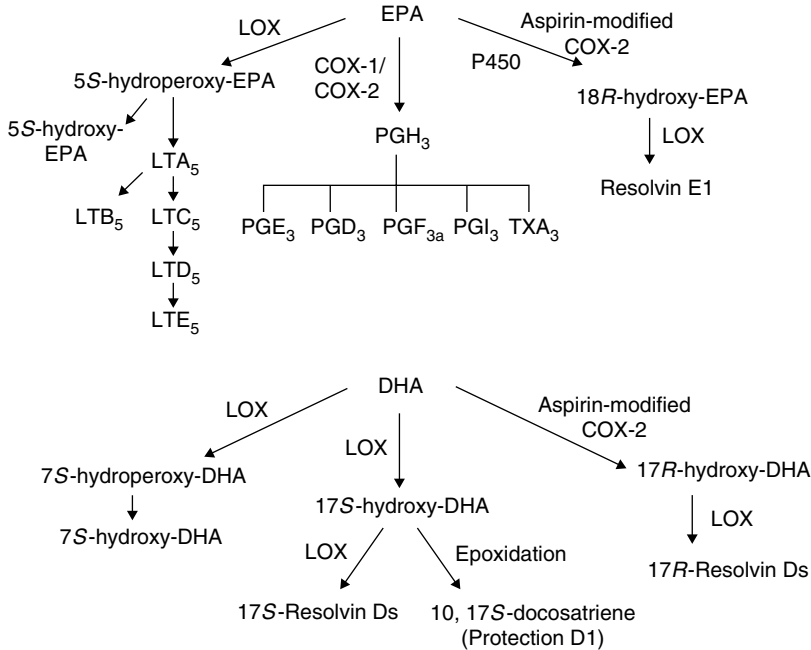 EPA
LOX
Aspirin-modified
COX-2
COX-1/
COX-2
P450
5S-hydroperoxy-EPA
18R-hydroxy-EPA
5S-hydroxy-
EPA
PGH3
LOX
LTA5
Resolvin E1
LTB5
LTC5
PGE3
PGD3
PGF3a
PGI3
TXA3
LTD5
LTE5
DHA
LOX
Aspirin-modified
COX-2
LOX
7S-hydroperoxy-DHA
17R-hydroxy-DHA
17S-hydroxy-DHA
LOX
7S-hydroxy-DHA
LOX
Epoxidation
17R-Resolvin Ds
17S-Resolvin Ds
10, 17S-docosatriene
(Protection D1)